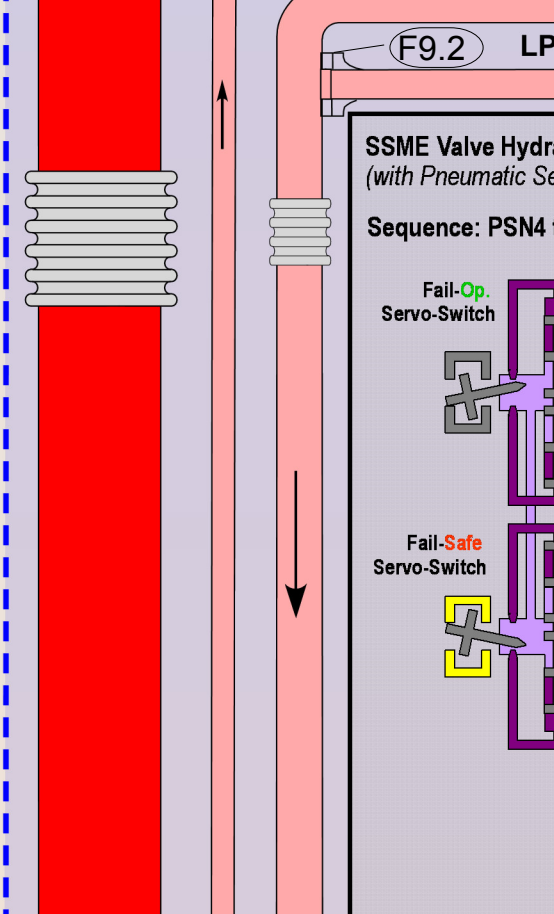 F9.2
LP
SSME Valve Hydra
(with Pneumatic Se
Sequence: PSN4
Fail-Op.
Servo-Switch
Fail-Safe
Servo-Switch